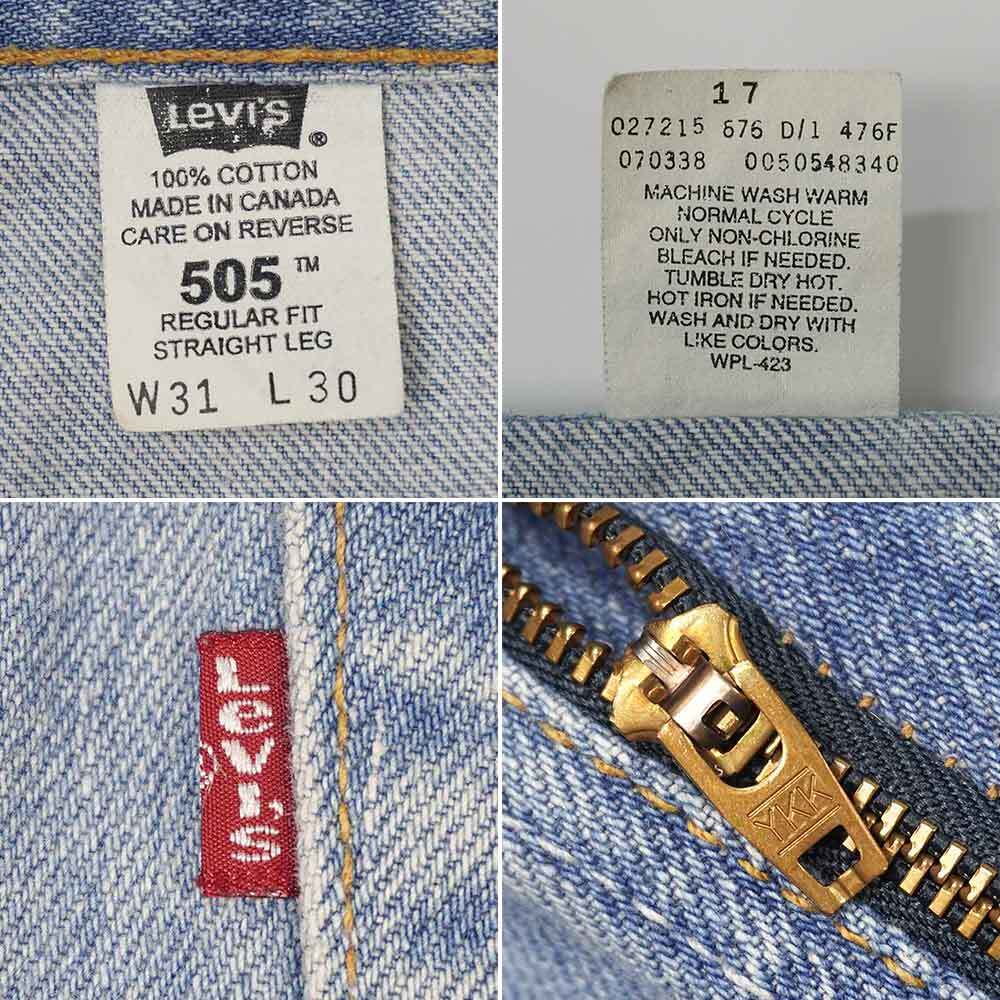 Levi's
®
100% COTTON
MADE IN CANADA
CARE ON REVERSE
505™
REGULAR FIT
STRAIGHT LEG
W31 L30
17
027215 676 D/1 476F
070338 0050548340
MACHINE WASH WARM
NORMAL CYCLE
ONLY NON-CHLORINE
BLEACH IF NEEDED.
TUMBLE DRY HOT.
HOT IRON IF NEEDED.
WASH AND DRY WITH
LIKE COLORS.
WPL-423
LeVI'S
®
YKK